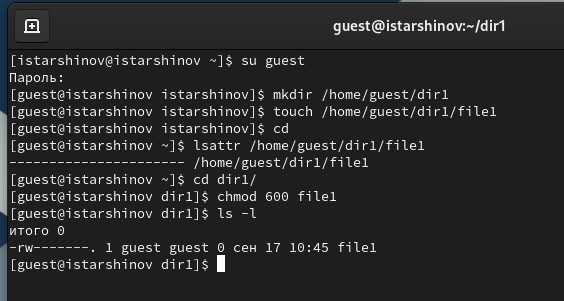 guest@istarshinov:~/dir1
[istarshinov@istarshinov ~]$ su guest
Пароль:
[guest@istarshinov istarshinov]$ mkdir /home/guest/dir1
[guest@istarshinov istarshinov]$ touch /home/guest/dir1/file1
[guest@istarshinov istarshinov]$ cd
[guest@istarshinov ~]$ lsattr /home/guest/dir1/file1
---------------------- /home/guest/dir1/file1
[guest@istarshinov ~]$ cd dir1/
[guest@istarshinov dir1]$ chmod 600 file1
[guest@istarshinov dir1]$ ls -l
итого 0
-rw-------. 1 guest guest 0 сен 17 10:45 file1
[guest@istarshinov dir1]$